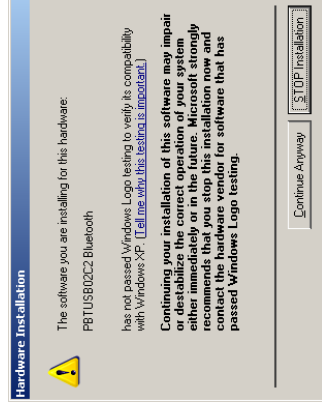 Hardware Installation
The software you are installing for this hardware:
PBTUSB02C2 Bluetooth
has not passed Windows Logo testing to verify its compatibility
with Windows XP. (Tell me why this testing is important.)
Continuing your installation of this software may impair
or destabilize the correct operation of your system
either immediately or in the future. Microsoft strongly
recommends that you stop this installation now and
contact the hardware vendor for software that has
passed Windows Logo testing.
Continue Anyway
STOP Installation